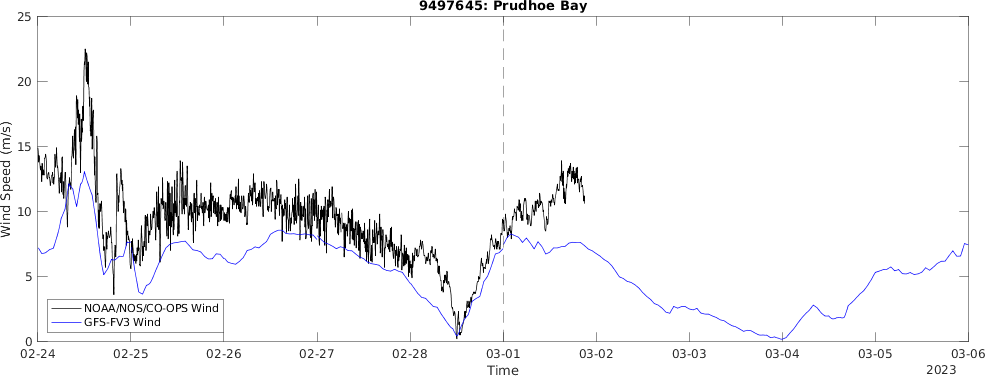 9497645: Prudhoe Bay
25
20
15
10
5
0
Wind Speed (m/s)
NOAA/NOS/CO-OPS Wind
GFS-FV3 Wind
02-24 02-25 02-26 02-27 02-28 03-01 03-02 03-03 03-04 03-05 03-06
Time
2023